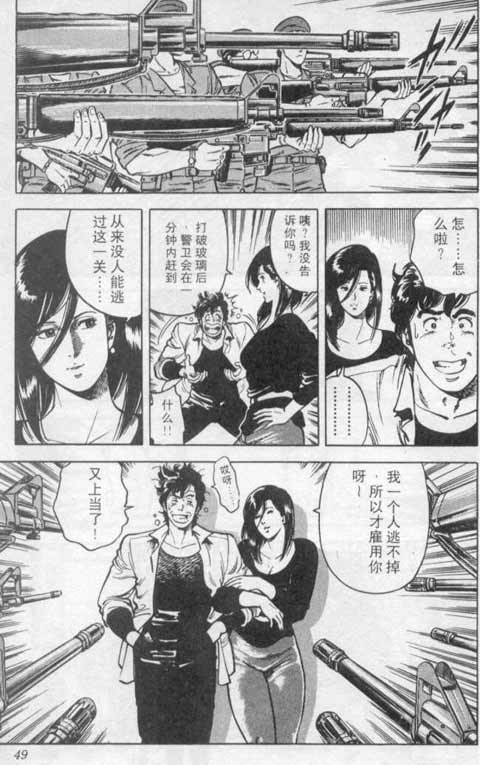 怎……怎
么啦？
……………
咦？我没告
诉你吗？
打破玻璃后
，警卫会在一
分钟内赶到
什么!!
从来没人能逃
过这一关……
我一个人逃不掉
，所以才雇用你
呀～
哎呀……
又上当了！
49